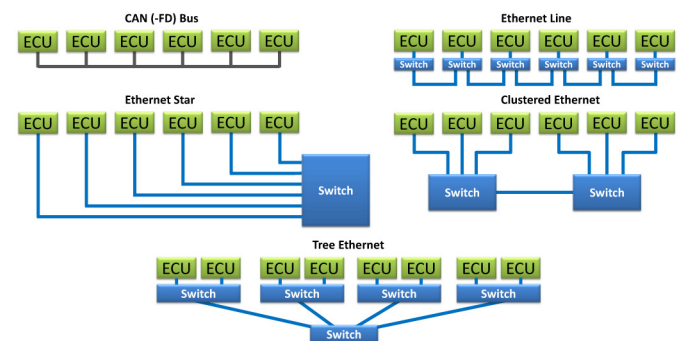 CAN (-FD) Bus
ECU ECU ECU ECU ECU ECU
Ethernet Line
ECU ECU ECU ECU ECU ECU
Switch Switch Switch Switch Switch Switch
Ethernet Star
ECU ECU ECU ECU ECU ECU
Switch
Clustered Ethernet
ECU ECU ECU ECU ECU ECU
Switch Switch
Tree Ethernet
ECU ECU ECU ECU ECU ECU ECU ECU
Switch Switch Switch Switch
Switch